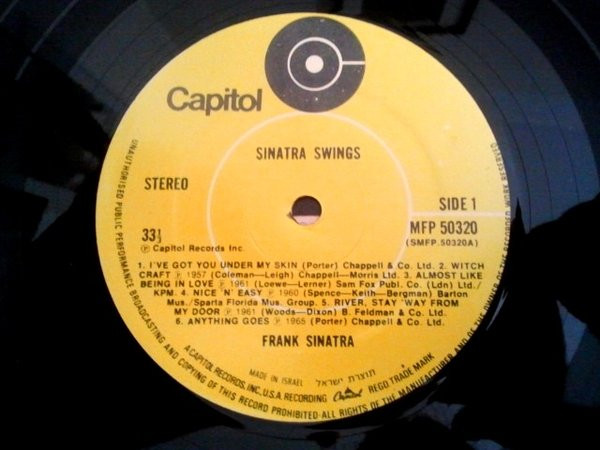 Capitol
SINATRA SWINGS
STEREO
SIDE 1
33⅓
MFP 50320
(SMFP.50320A)
Ⓟ Capitol Records Inc.
1. I'VE GOT YOU UNDER MY SKIN (Porter) Chappell & Co. Ltd. 2. WITCH
CRAFT Ⓟ 1957 (Coleman—Leigh) Chappell—Morris Ltd. 3. ALMOST LIKE
BEING IN LOVE Ⓟ 1961 (Loewe—Lerner) Sam Fox Publ. Co. (Ldn) Ltd./
KPM. 4. NICE 'N' EASY Ⓟ 1960 (Spence—Keith—Bergman) Barton
Mus./Sparta Florida Mus. Group. 5. RIVER, STAY 'WAY FROM
MY DOOR Ⓟ 1961 (Woods—Dixon) B. Feldman & Co. Ltd.
6. ANYTHING GOES Ⓟ 1965 (Porter) Chappell & Co. Ltd.
FRANK SINATRA
MADE IN ISRAEL תוצרת ישראל
A CAPITOL RECORDS, INC., U.S.A. RECORDING Capitol REG'D TRADE MARK
UNAUTHORISED PUBLIC PERFORMANCE BROADCASTING AND COPYING OF THIS RECORD PROHIBITED·ALL RIGHTS OF THE MANUFACTURER AND OF THE
RESERVED